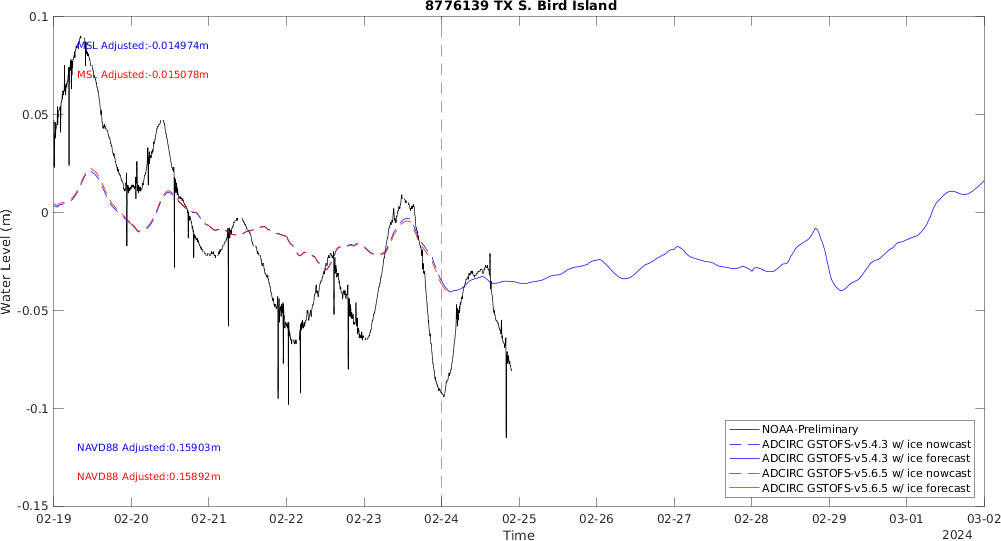 8776139 TX S. Bird Island
0.1
0.05
0
-0.05
-0.1
-0.15
Water Level (m)
MSL Adjusted:-0.014974m
MSL Adjusted:-0.015078m
NAVD88 Adjusted:0.15903m
NAVD88 Adjusted:0.15892m
NOAA-Preliminary
ADCIRC GSTOFS-v5.4.3 w/ ice nowcast
ADCIRC GSTOFS-v5.4.3 w/ ice forecast
ADCIRC GSTOFS-v5.6.5 w/ ice nowcast
ADCIRC GSTOFS-v5.6.5 w/ ice forecast
02-19 02-20 02-21 02-22 02-23 02-24 02-25 02-26 02-27 02-28 02-29 03-01 03-02
Time
2024